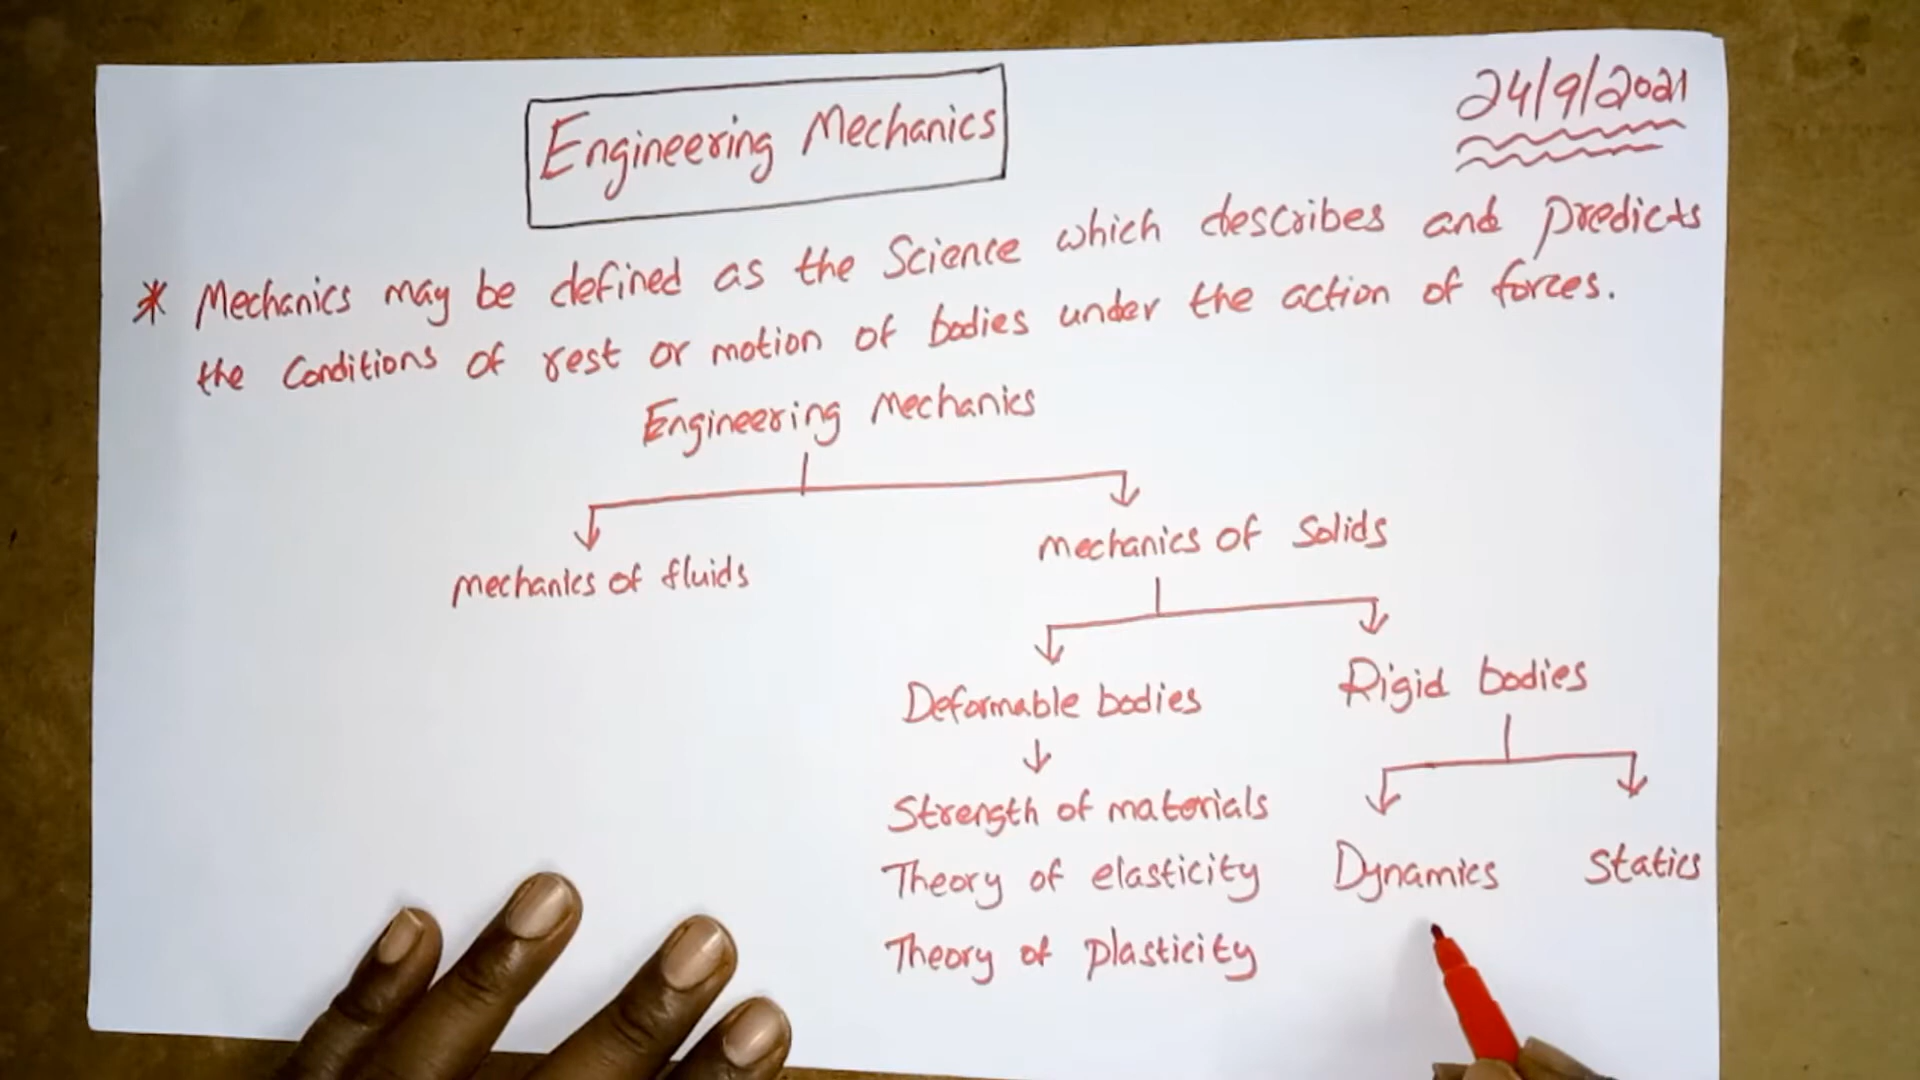 Engineering Mechanics
24/9/2021
* Mechanics may be defined as the Science which describes and predicts
the Conditions of rest or motion of bodies under the action of forces.
Engineering Mechanics
mechanics of fluids
mechanics of Solids
Deformable bodies
Rigid bodies
Strength of materials
Theory of elasticity
Theory of plasticity
Dynamics
Statics